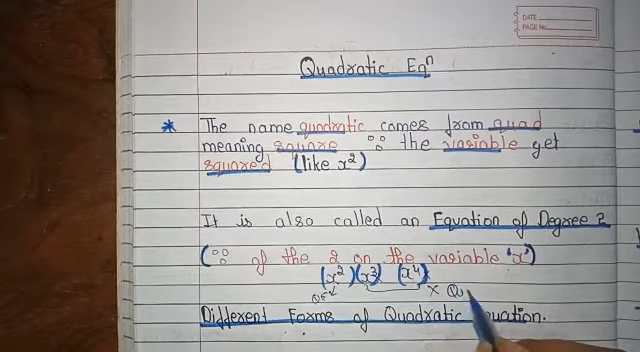 DATE
PAGE No.
Quadratic Eqⁿ
* The name quadratic comes from quad
meaning square ∵ the variable get
squared (like x²)
It is also called an Equation of Degree 2
(∵ of the 2 on the variable 'x')
(x²) (x³) (x⁴)
Q.E ✓ × Q
Different Forms of Quadratic Equation.